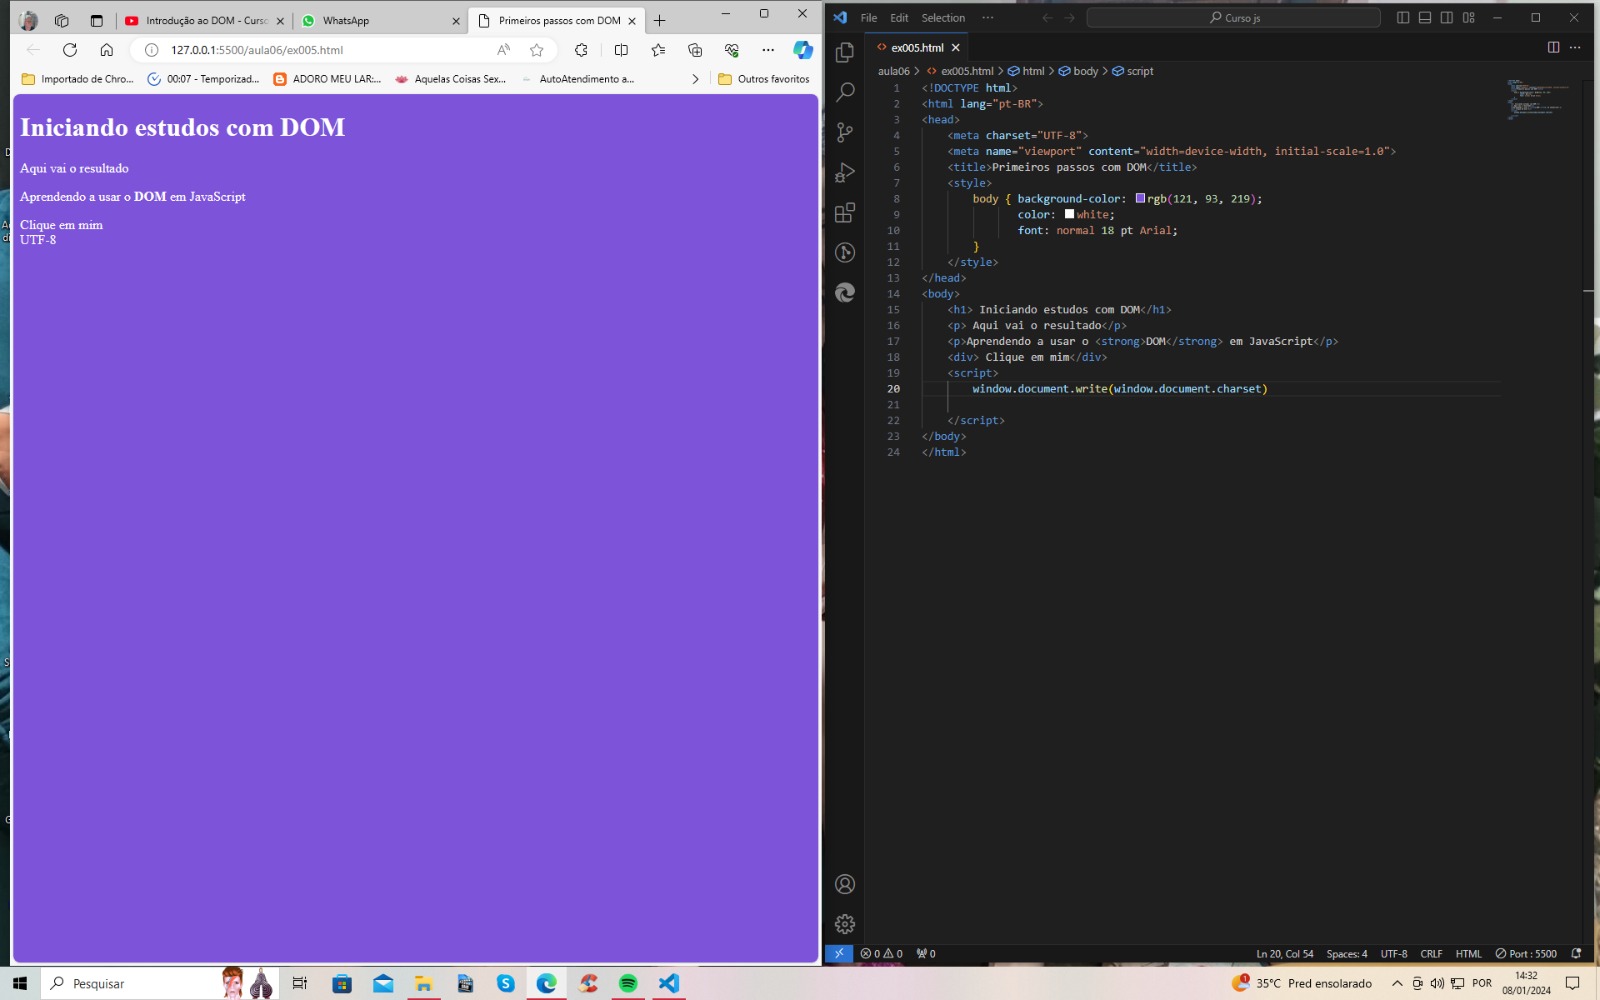 Introdução ao DOM - Curso
WhatsApp
Primeiros passos com DOM
127.0.0.1:5500/aula06/ex005.html
Importado de Chro...
00:07 - Temporizad...
ADORO MEU LAR:...
Aquelas Coisas Sex...
AutoAtendimento a...
Outros favoritos
Iniciando estudos com DOM
Aqui vai o resultado
Aprendendo a usar o DOM em JavaScript
Clique em mim
UTF-8
File Edit Selection ...
Curso js
ex005.html
aula06 > ex005.html > html > body > script
1 <!DOCTYPE html>
2 <html lang="pt-BR">
3 <head>
4 <meta charset="UTF-8">
5 <meta name="viewport" content="width=device-width, initial-scale=1.0">
6 <title>Primeiros passos com DOM</title>
7 <style>
8 body { background-color: rgb(121, 93, 219);
9 color: white;
10 font: normal 18 pt Arial;
11 }
12 </style>
13 </head>
14 <body>
15 <h1> Iniciando estudos com DOM</h1>
16 <p> Aqui vai o resultado</p>
17 <p>Aprendendo a usar o <strong>DOM</strong> em JavaScript</p>
18 <div> Clique em mim</div>
19 <script>
20 window.document.write(window.document.charset)
21
22 </script>
23 </body>
24 </html>
0 0 0
Ln 20, Col 54 Spaces: 4 UTF-8 CRLF HTML Port : 5500
Pesquisar
1 35°C Pred ensolarado
POR
14:32
08/01/2024